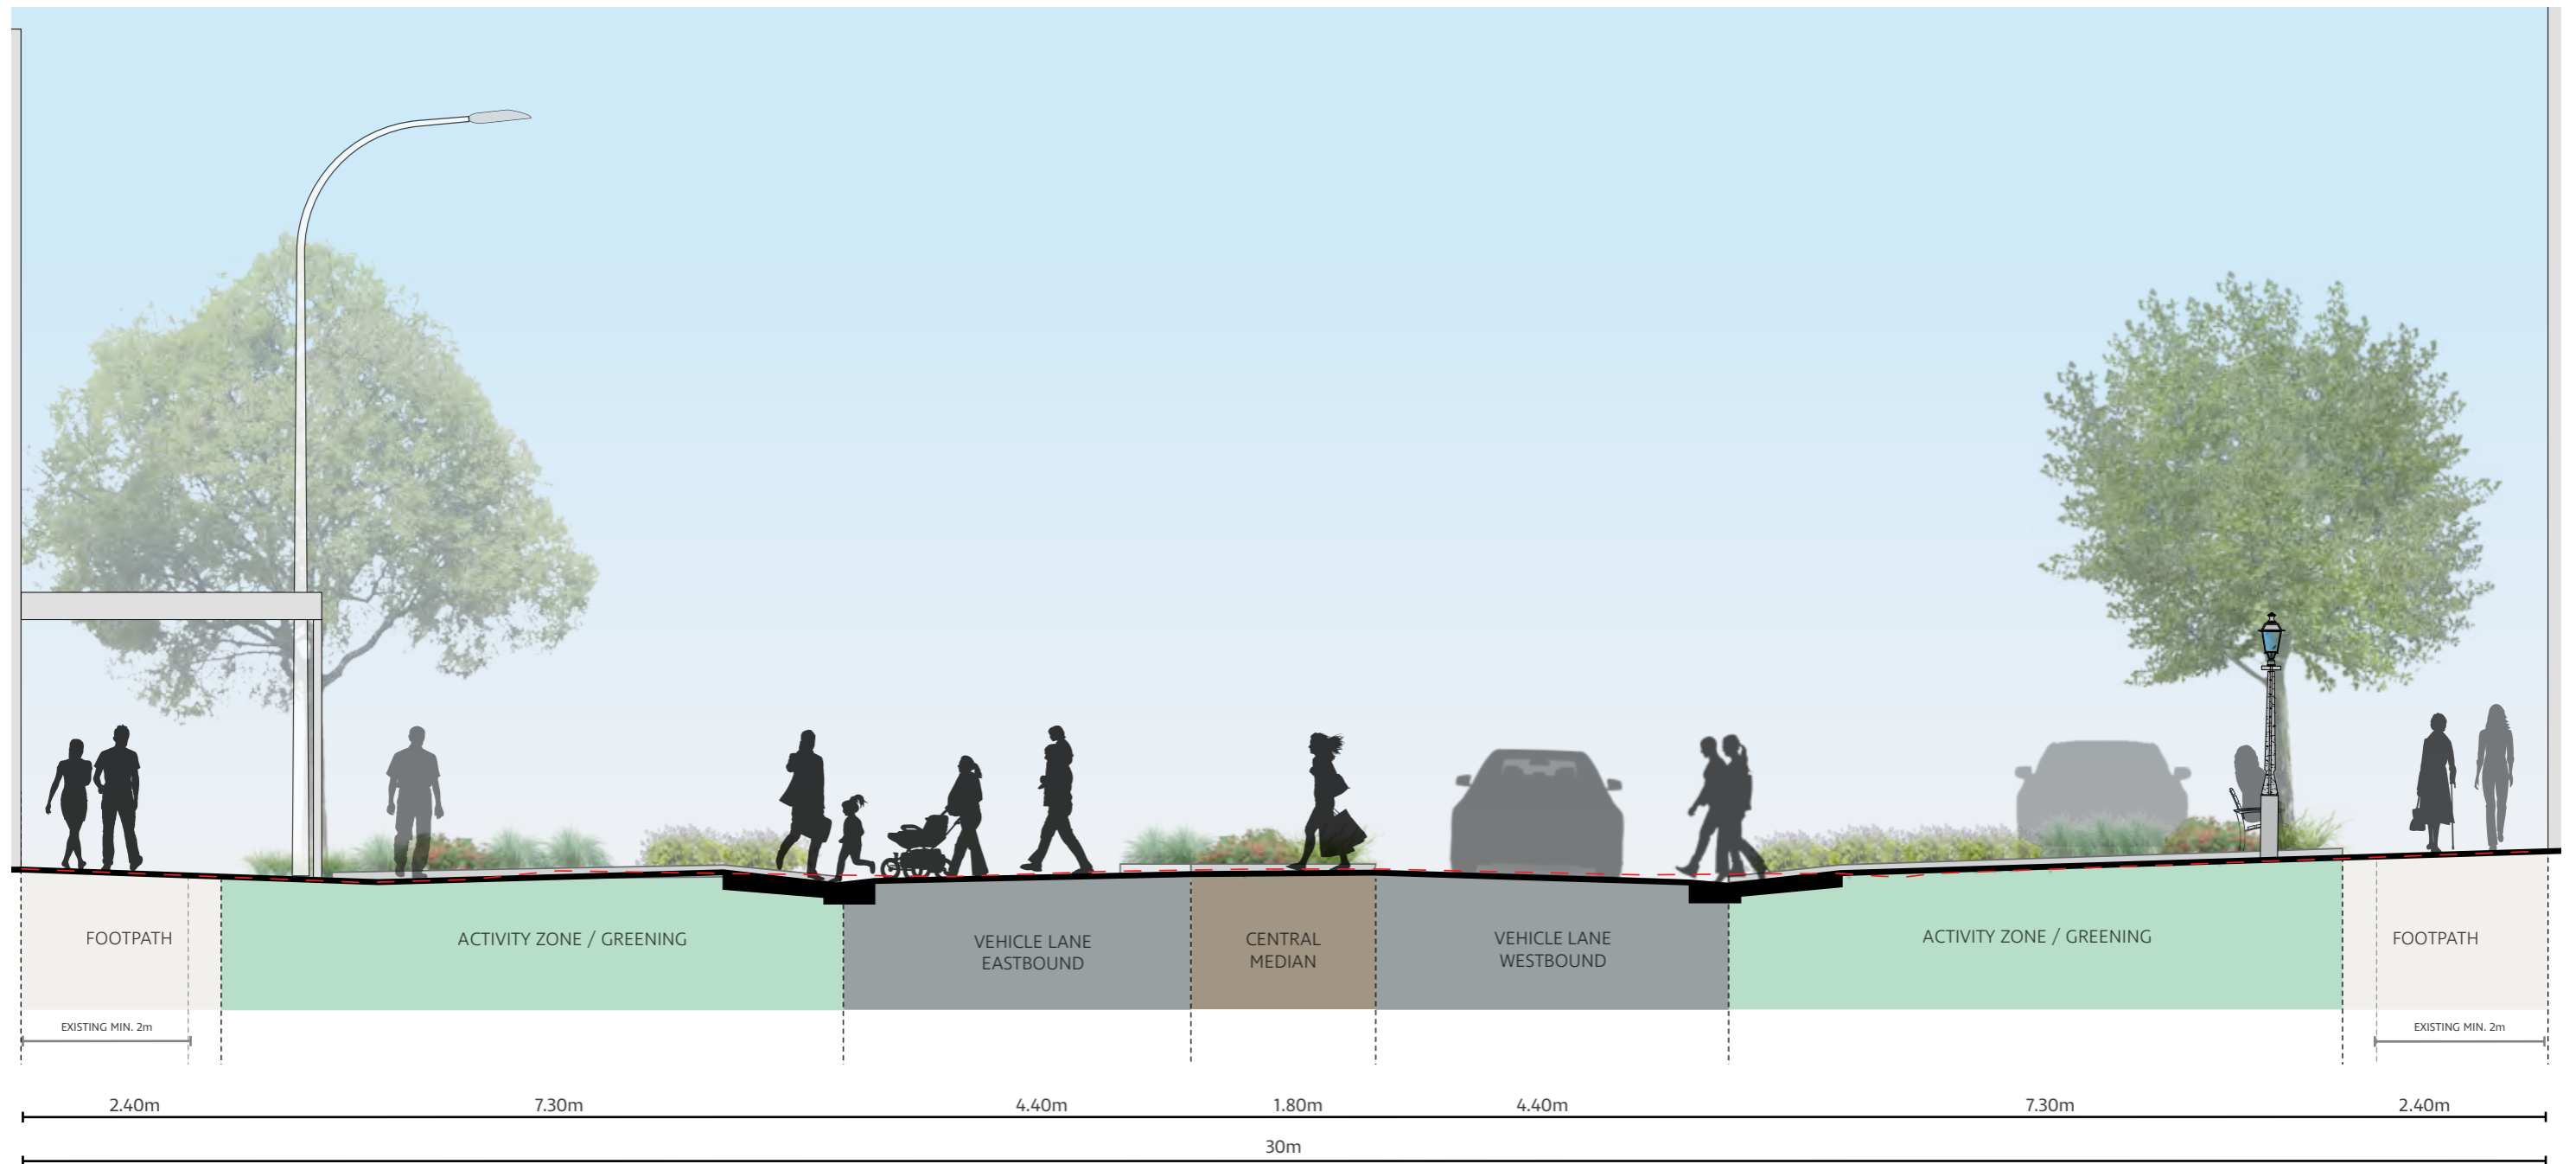 FOOTPATH
ACTIVITY ZONE / GREENING
VEHICLE LANE
EASTBOUND
CENTRAL
MEDIAN
VEHICLE LANE
WESTBOUND
ACTIVITY ZONE / GREENING
FOOTPATH
EXISTING MIN. 2m
EXISTING MIN. 2m
2.40m
7.30m
4.40m
1.80m
4.40m
7.30m
2.40m
30m